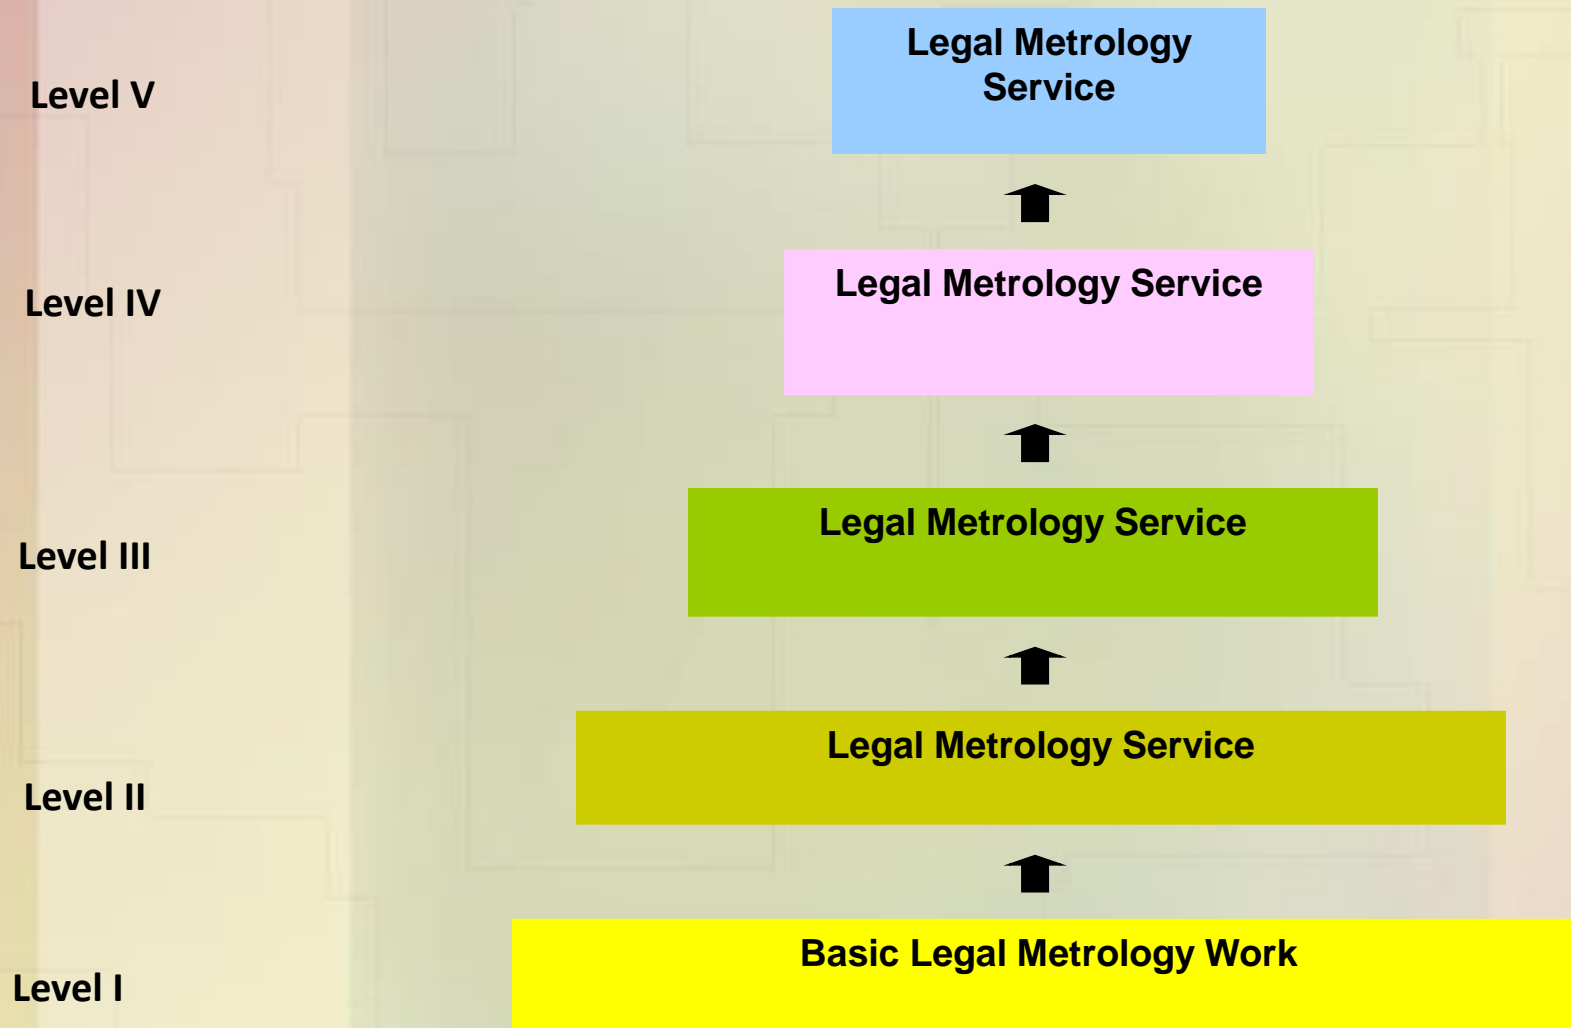 Legal Metrology
Service
Level V
Legal Metrology Service
Level IV
Legal Metrology Service
Level III
Legal Metrology Service
Level II
Basic Legal Metrology Work
Level I